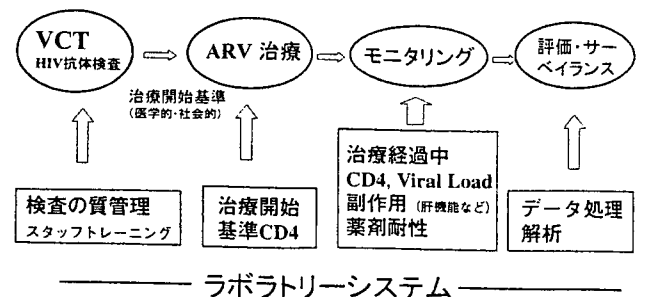 VCT
HIV抗体検査
ARV 治療
モニタリング
評価・サー
ベイランス
治療開始基準
(医学的・社会的)
検査の質管理
スタッフトレーニング
治療開始
基準CD4
治療経過中
CD4, Viral Load
副作用（肝機能など）
薬剤耐性
データ処理
解析
ラボラトリーシステム